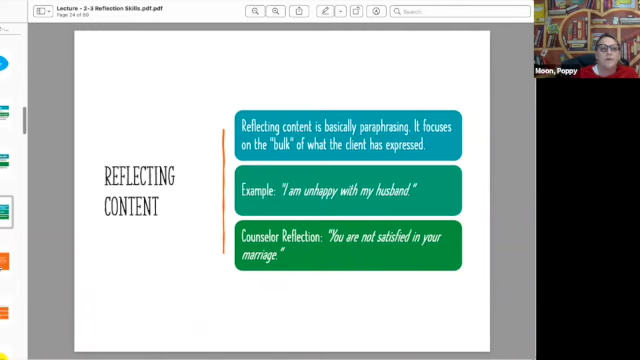 Lecture - 2-3 Reflection Skills.pdf.pdf
Page 24 of 69
Search
Moon, Poppy
REFLECTING
CONTENT
Reflecting content is basically paraphrasing. It focuses
on the "bulk" of what the client has expressed.
Example: "I am unhappy with my husband."
Counselor Reflection: "You are not satisfied in your
marriage."